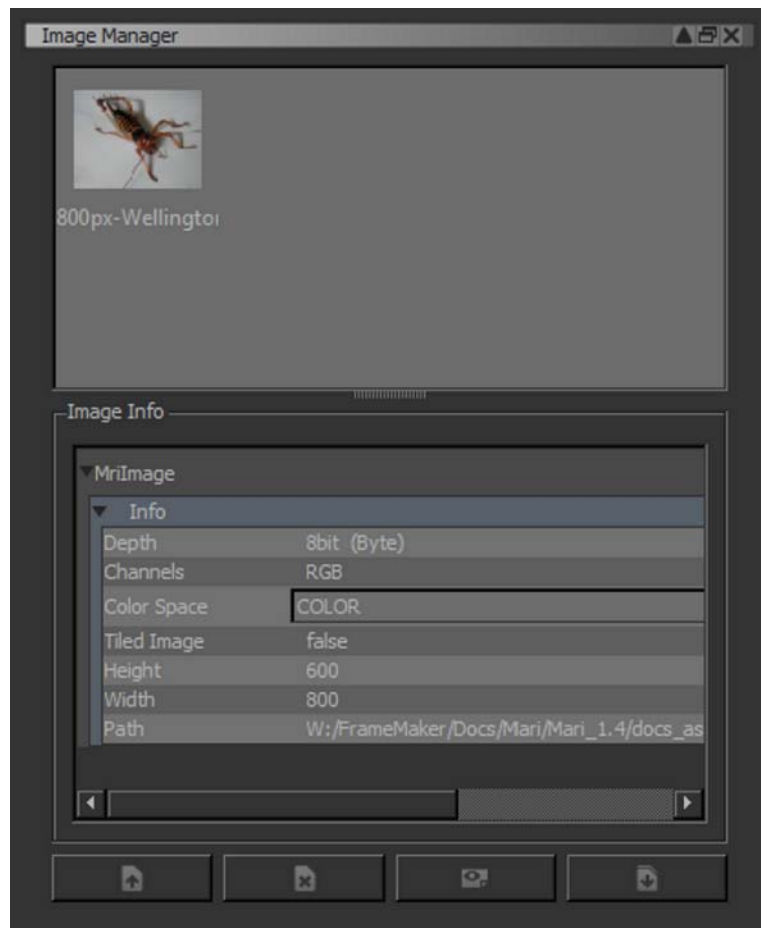 Image Manager
800px-Wellington
Image Info
MriImage
Info
Depth 8bit (Byte)
Channels RGB
Color Space COLOR
Tiled Image false
Height 600
Width 800
Path W:/FrameMaker/Docs/Mari/Mari_1.4/docs_as